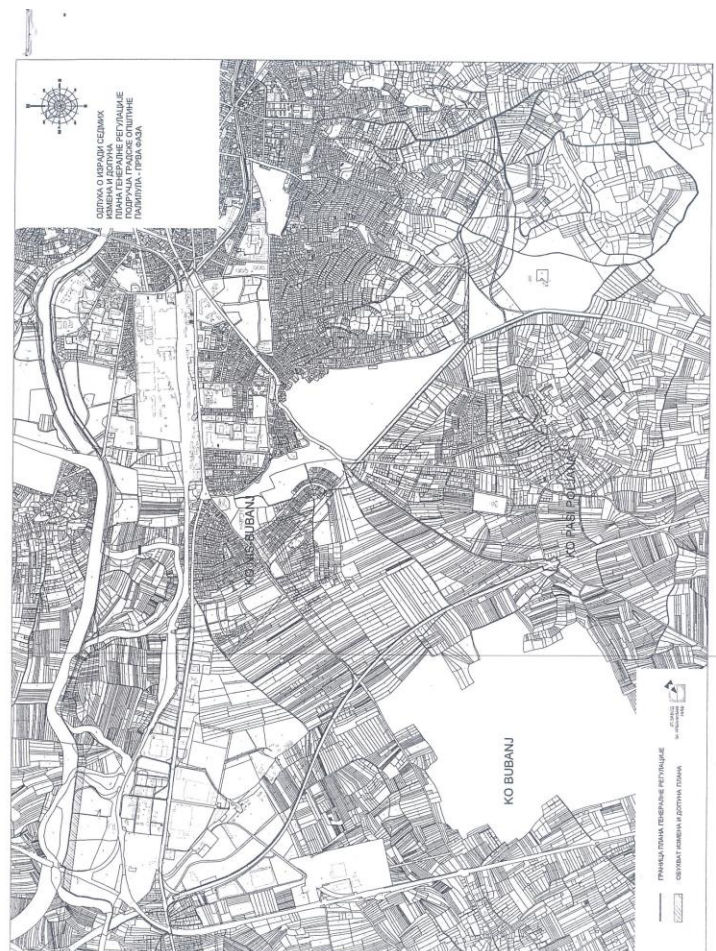 ОДЛУКА О ИЗРАДИ СЕДМИХ
ИЗМЕНА И ДОПУНА
ПЛАНА ГЕНЕРАЛНЕ РЕГУЛАЦИЈЕ
ПОДРУЧЈА ГРАДСКЕ ОПШТИНЕ
ПАЛИЛУЛА - ПРВА ФАЗА
KO NIŠ BUBANJ
KO PASI POLJANA
KO BUBANJ
ГРАНИЦА ПЛАНА ГЕНЕРАЛНЕ РЕГУЛАЦИЈЕ
ОБУХВАТ ИЗМЕНА И ДОПУНА ПЛАНА